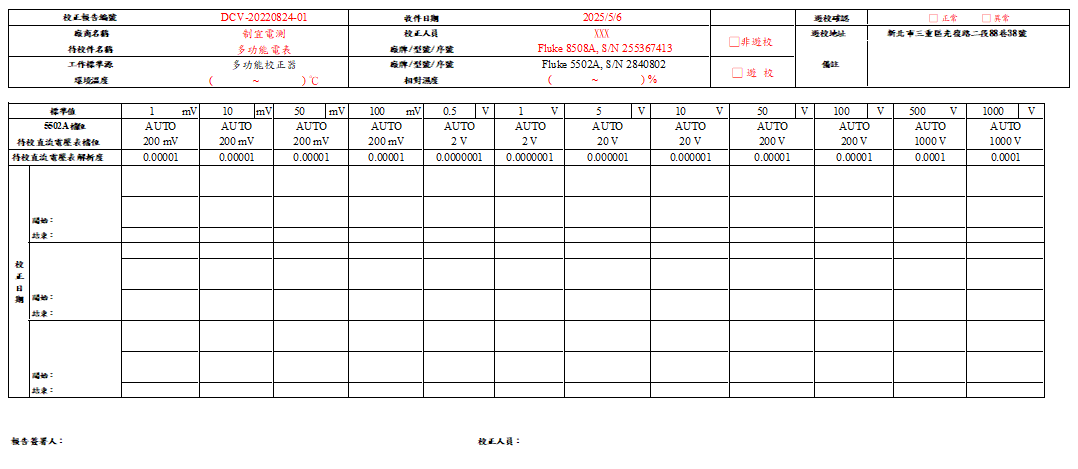 校正報告編號 DCV-20220824-01 收件日期 2025/5/6 遊校確認 □ 正常 □ 異常
廠商名稱 制宜電測 校正人員 XXX □非遊校 遊校地址 新北市三重區光復路二段88巷38號
待校件名稱 多功能電表 廠牌/型號/序號 Fluke 8508A, S/N 255367413
工作標準源 多功能校正器 廠牌/型號/序號 Fluke 5502A, S/N 2840802 □ 遊 校 備註
環境溫度 ( ~ )℃ 相對濕度 ( ~ )%
標準值 1 mV 10 mV 50 mV 100 mV 0.5 V 1 V 5 V 10 V 50 V 100 V 500 V 1000 V
5502A檔位 AUTO AUTO AUTO AUTO AUTO AUTO AUTO AUTO AUTO AUTO AUTO AUTO
待校直流電壓表檔位 200 mV 200 mV 200 mV 200 mV 2 V 2 V 20 V 20 V 200 V 200 V 1000 V 1000 V
待校直流電壓表解析度 0.00001 0.00001 0.00001 0.00001 0.0000001 0.0000001 0.000001 0.000001 0.00001 0.00001 0.0001 0.0001
校正日期
開始：
結束：
開始：
結束：
開始：
結束：
報告簽署人： 校正人員：